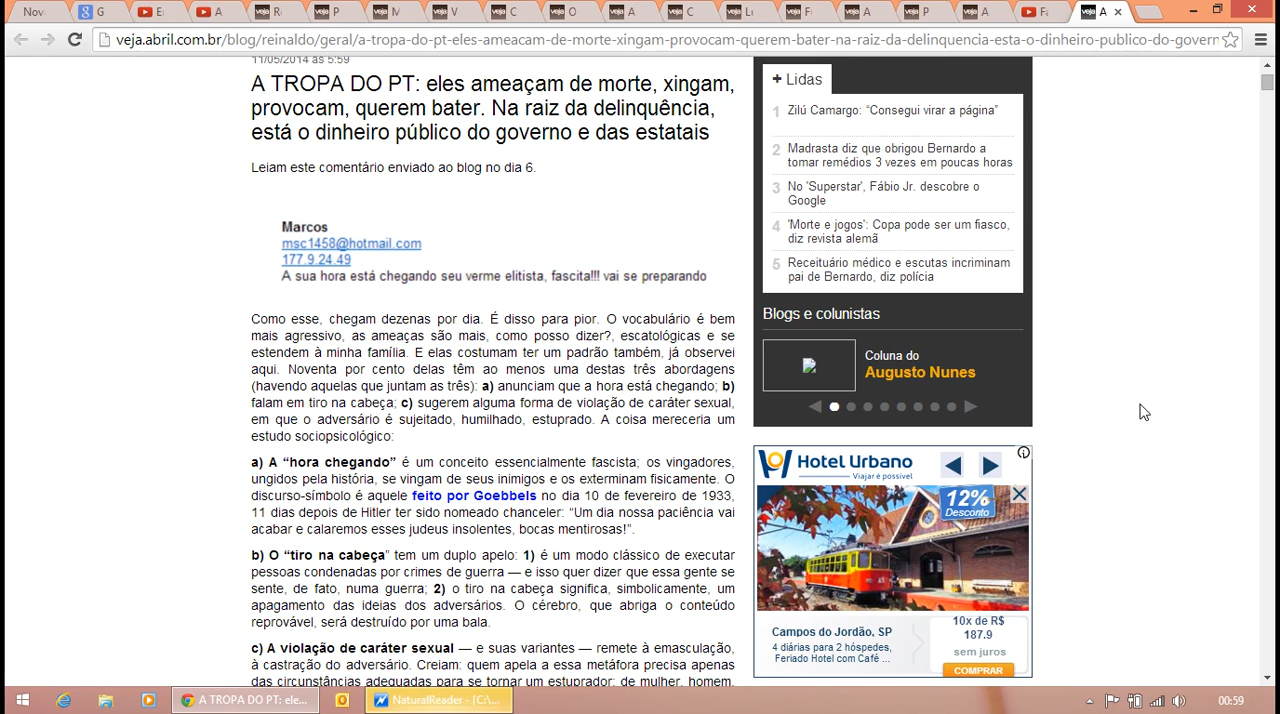 Nova
G
E
A
R
P
M
V
C
O
A
C
Lu
F
A
P
A
Fa
A
veja.abril.com.br/blog/reinaldo/geral/a-tropa-do-pt-eles-ameacam-de-morte-xingam-provocam-querem-bater-na-raiz-da-delinquencia-esta-o-dinheiro-publico-do-govern
11/05/2014 às 5:59
A TROPA DO PT: eles ameaçam de morte, xingam,
provocam, querem bater. Na raiz da delinquência,
está o dinheiro público do governo e das estatais
Leiam este comentário enviado ao blog no dia 6.
Marcos
msc1458@hotmail.com
177.9.24.49
A sua hora está chegando seu verme elitista, fascita!!! vai se preparando
Como esse, chegam dezenas por dia. É disso para pior. O vocabulário é bem
mais agressivo, as ameaças são mais, como posso dizer?, escatológicas e se
estendem à minha família. E elas costumam ter um padrão também, já observei
aqui. Noventa por cento delas têm ao menos uma destas três abordagens
(havendo aquelas que juntam as três): a) anunciam que a hora está chegando; b)
falam em tiro na cabeça; c) sugerem alguma forma de violação de caráter sexual,
em que o adversário é sujeitado, humilhado, estuprado. A coisa mereceria um
estudo sociopsicológico:
a) A “hora chegando” é um conceito essencialmente fascista; os vingadores,
ungidos pela história, se vingam de seus inimigos e os exterminam fisicamente. O
discurso-símbolo é aquele feito por Goebbels no dia 10 de fevereiro de 1933,
11 dias depois de Hitler ter sido nomeado chanceler: “Um dia nossa paciência vai
acabar e calaremos esses judeus insolentes, bocas mentirosas!”.
b) O “tiro na cabeça” tem um duplo apelo: 1) é um modo clássico de executar
pessoas condenadas por crimes de guerra — e isso quer dizer que essa gente se
sente, de fato, numa guerra; 2) o tiro na cabeça significa, simbolicamente, um
apagamento das ideias dos adversários. O cérebro, que abriga o conteúdo
reprovável, será destruído por uma bala.
c) A violação de caráter sexual — e suas variantes — remete à emasculação,
a castração do adversário. Creiam: quem apela a essa metáfora precisa apenas
das circunstâncias adequadas para se tornar um estuprador: de mulher, homem,
+ Lidas
1 Zilú Camargo: “Consegui virar a página”
2 Madrasta diz que obrigou Bernardo a
tomar remédios 3 vezes em poucas horas
3 No 'Superstar', Fábio Jr. descobre o
Google
4 'Morte e jogos': Copa pode ser um fiasco,
diz revista alemã
5 Receituário médico e escutas incriminam
pai de Bernardo, diz polícia
Blogs e colunistas
Coluna do
Augusto Nunes
Hotel Urbano
Viajar é possível
12%
Desconto
Campos do Jordão, SP
4 diárias para 2 hóspedes,
Feriado Hotel com Café ...
10x de R$
187.9
sem juros
COMPRAR
A TROPA DO PT: ele...
NaturalReader - [C:\...
00:59